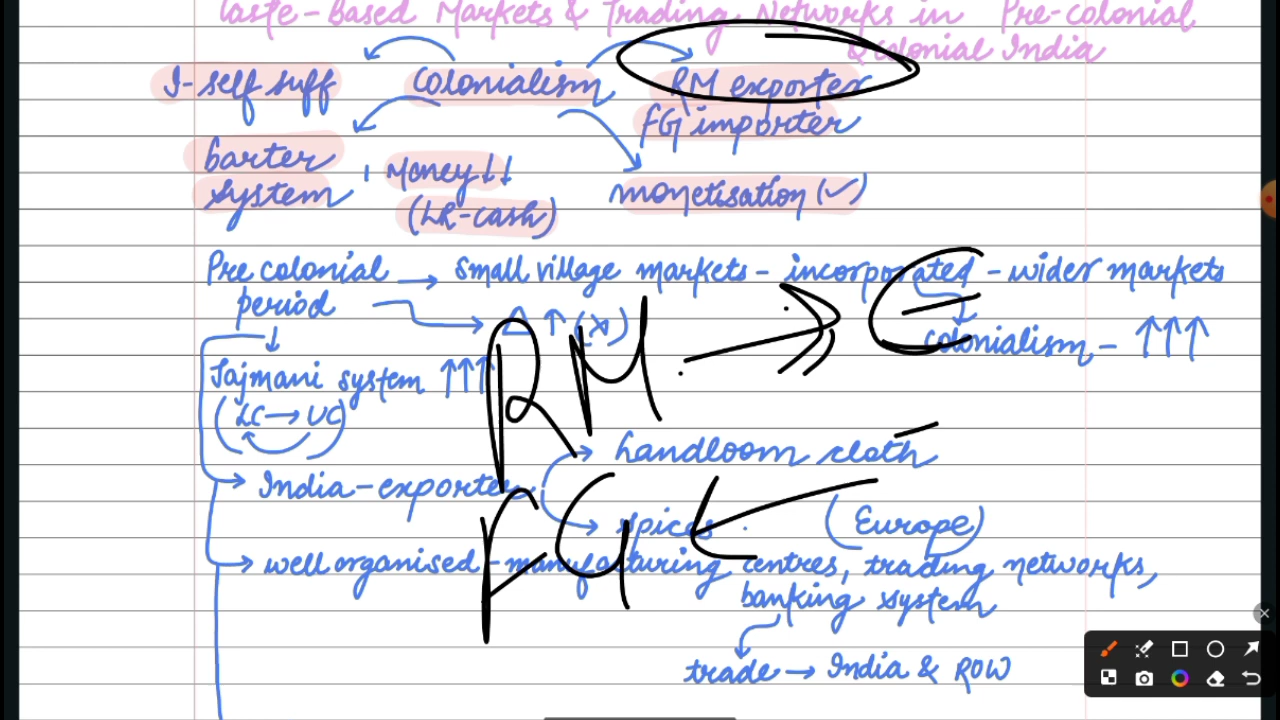 Caste-Based Markets & Trading Networks in Pre-colonial
& colonial India
I-self suff colonialism RM exporter
FG importer
barter system Money↓↓ (LR-cash) monetisation (✓)
Pre colonial period → small village markets - incorporated - wider markets
→ △ ↑ (x) colonialism - ↑↑↑
Jajmani system ↑↑↑
(LC → UC)
RM → E
→ handloom cloth
→ India-exporter
→ spices (Europe)
FG ←
→ well organised - manufacturing centres, trading networks,
banking system
trade → India & ROW